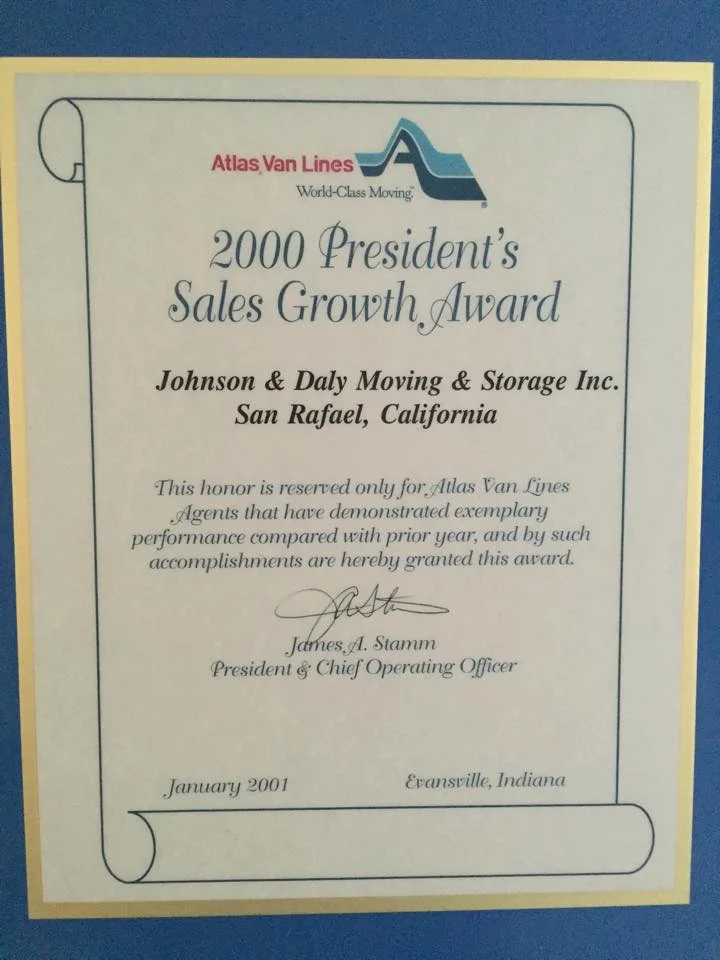 Atlas Van Lines
World-Class Moving.™
®
2000 President's
Sales Growth Award
Johnson & Daly Moving & Storage Inc.
San Rafael, California
This honor is reserved only for Atlas Van Lines
Agents that have demonstrated exemplary
performance compared with prior year, and by such
accomplishments are hereby granted this award.
James A. Stamm
President & Chief Operating Officer
January 2001 Evansville, Indiana